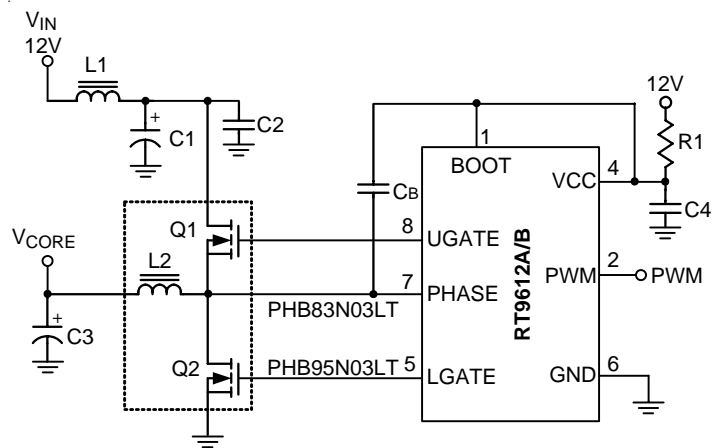 VIN
12V
L1
C1
C2
12V
R1
1
BOOT
4
VCC
CB
C4
Q1
8
UGATE
VCORE
L2
7
PHASE
RT9612A/B
2
PWM
PWM
PHB83N03LT
C3
Q2
PHB95N03LT
5
LGATE
6
GND